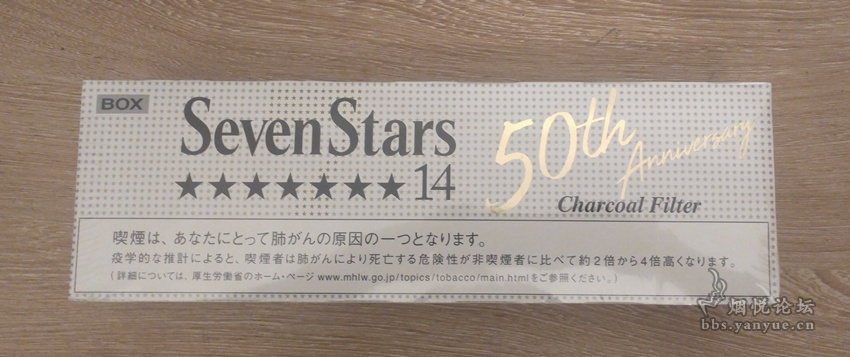 BOX
SevenStars
★★★★★★★14
50th Anniversary
Charcoal Filter
喫煙は、あなたにとって肺がんの原因の一つとなります。
疫学的な推計によると、喫煙者は肺がんにより死亡する危険性が非喫煙者に比べて約2倍から4倍高くなります。
(詳細については、厚生労働省のホーム・ページ www.mhlw.go.jp/topics/tobacco/main.htmlをご参照ください。)
烟悦论坛
bbs.yanyue.cn